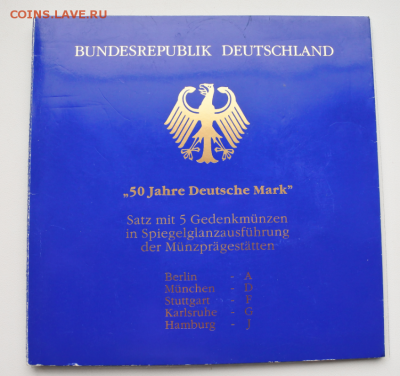 COINS.LAVE.RU
BUNDESREPUBLIK DEUTSCHLAND
„50 Jahre Deutsche Mark”
Satz mit 5 Gedenkmünzen
in Spiegelglanzausführung
der Münzprägestätten
Berlin - A
München - D
Stuttgart - F
Karlsruhe - G
Hamburg - J